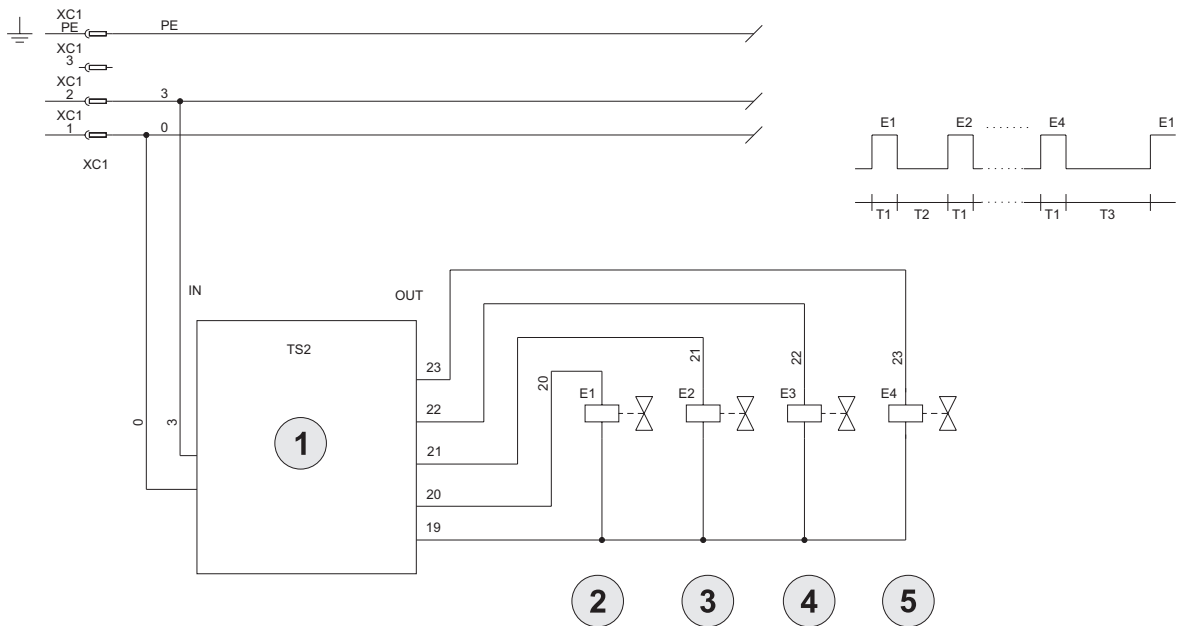 XC1
PE PE
XC1
3
XC1
2 3
XC1
1 0
XC1
E1 E2 ....... E4 E1
T1 T2 T1 ...... T1 T3
IN
OUT
TS2
23
22
21
20
19
0
3
1
20
21
22
23
E1 E2 E3 E4
2 3 4 5